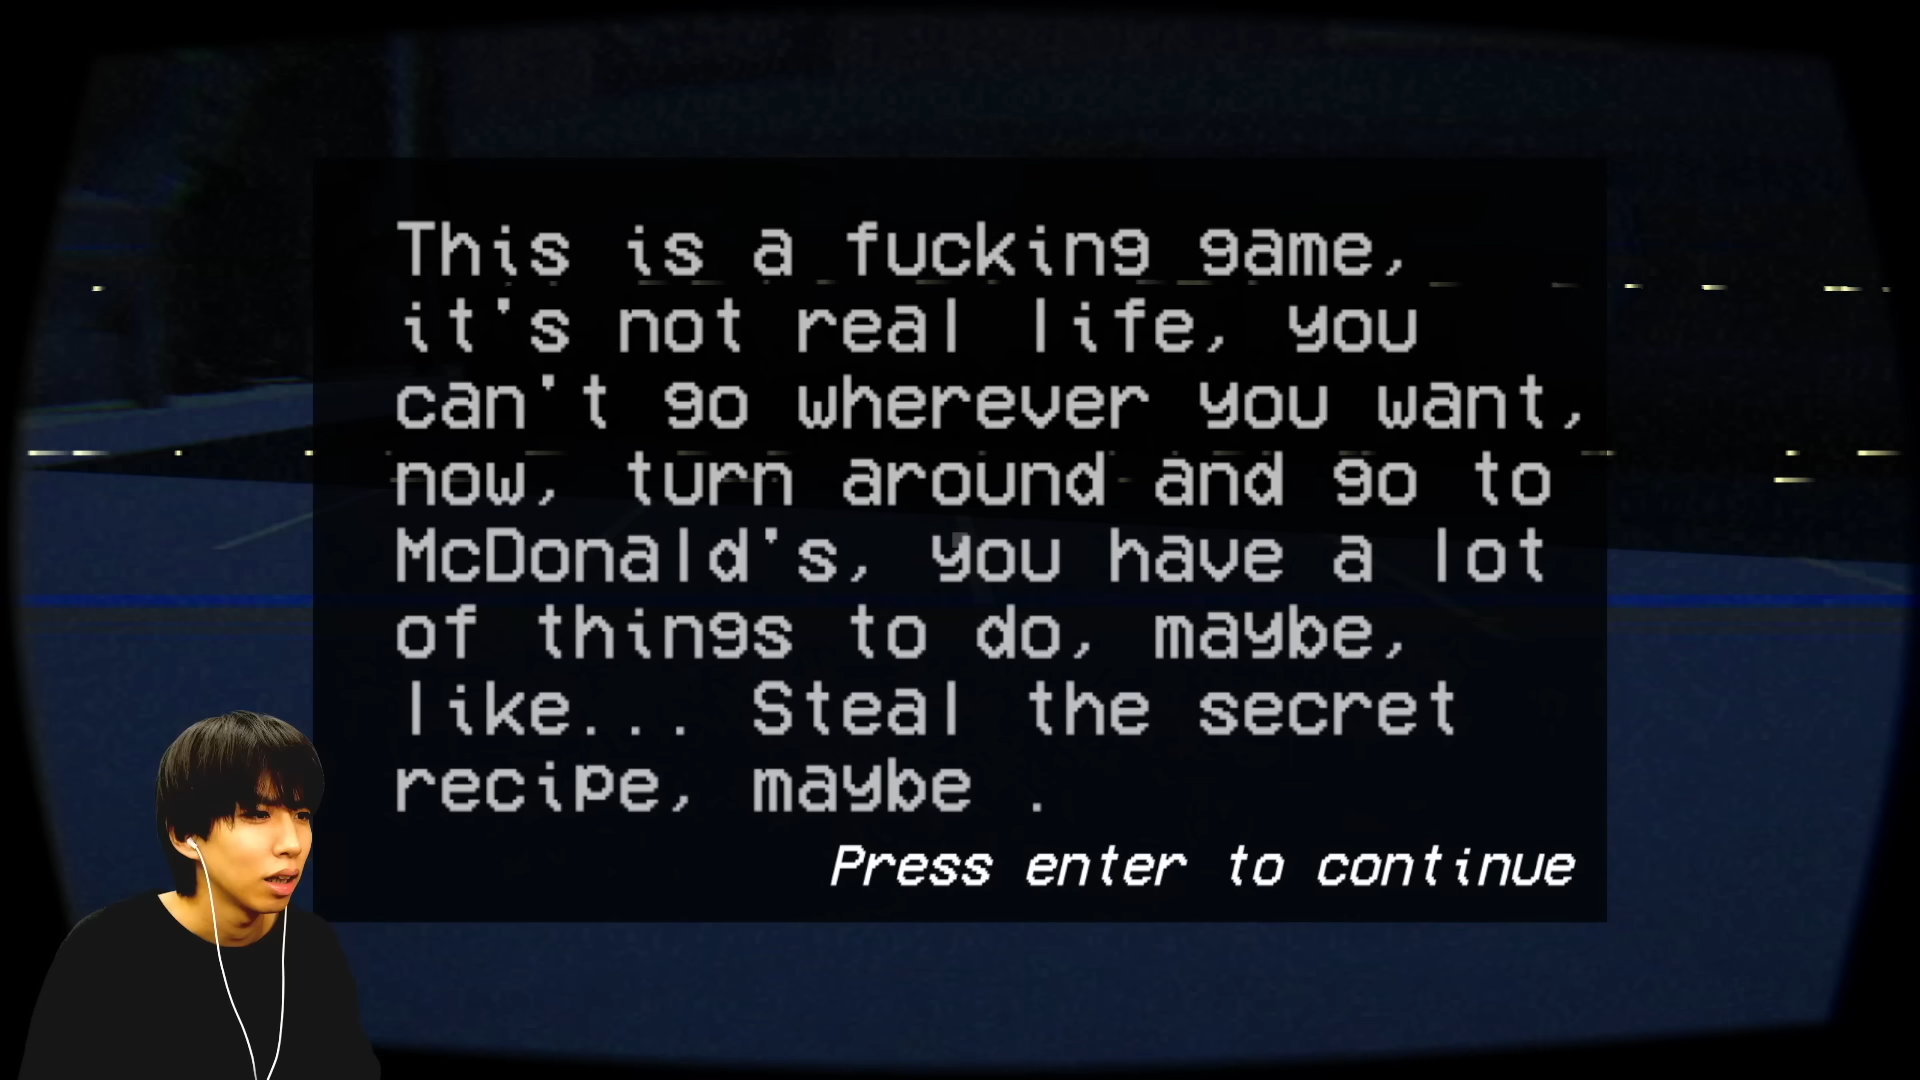 This is a fucking game,
it's not real life, you
can't go wherever you want,
now, turn around and go to
McDonald's, you have a lot
of things to do, maybe,
like... Steal the secret
recipe, maybe .
Press enter to continue